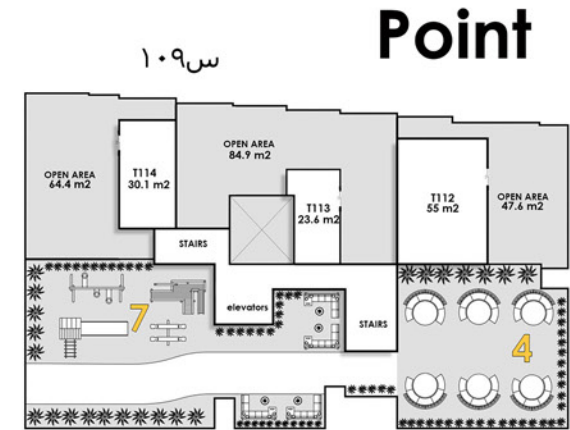 Point
س١٠٩
OPEN AREA
64.4 m2
T114
30.1 m2
OPEN AREA
84.9 m2
T113
23.6 m2
T112
55 m2
OPEN AREA
47.6 m2
STAIRS
elevators
STAIRS
7
4